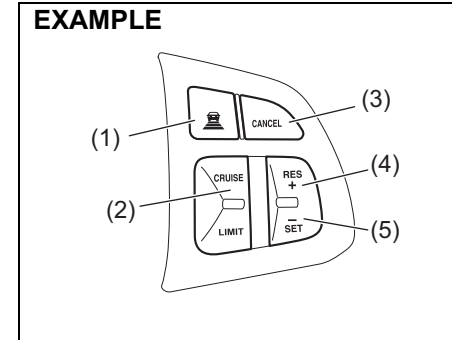 EXAMPLE
(1)
CANCEL
(3)
CRUISE
RES
+
(4)
(2)
LIMIT
–
SET
(5)